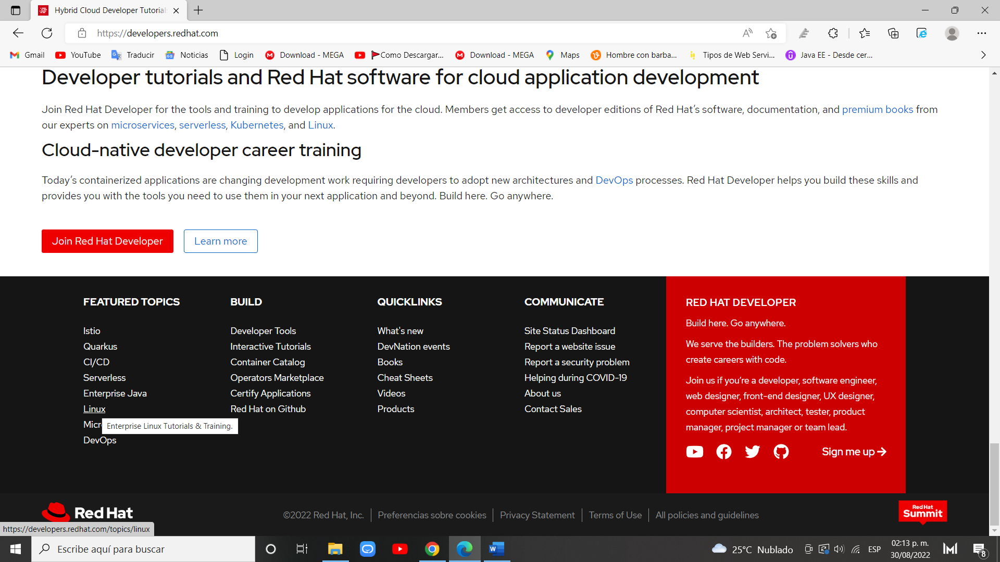 Hybrid Cloud Developer Tutorial
https://developers.redhat.com
Gmail YouTube Traducir Noticias Login Download - MEGA Como Descargar... Download - MEGA Maps Hombre con barba... Tipos de Web Servi... Java EE - Desde cer...
Developer tutorials and Red Hat software for cloud application development
Join Red Hat Developer for the tools and training to develop applications for the cloud. Members get access to developer editions of Red Hat’s software, documentation, and premium books from
our experts on microservices, serverless, Kubernetes, and Linux.
Cloud-native developer career training
Today’s containerized applications are changing development work requiring developers to adopt new architectures and DevOps processes. Red Hat Developer helps you build these skills and
provides you with the tools you need to use them in your next application and beyond. Build here. Go anywhere.
Join Red Hat Developer Learn more
FEATURED TOPICS
Istio
Quarkus
CI/CD
Serverless
Enterprise Java
Linux
Micr
Enterprise Linux Tutorials & Training.
DevOps
BUILD
Developer Tools
Interactive Tutorials
Container Catalog
Operators Marketplace
Certify Applications
Red Hat on Github
QUICKLINKS
What's new
DevNation events
Books
Cheat Sheets
Videos
Products
COMMUNICATE
Site Status Dashboard
Report a website issue
Report a security problem
Helping during COVID-19
About us
Contact Sales
RED HAT DEVELOPER
Build here. Go anywhere.
We serve the builders. The problem solvers who
create careers with code.
Join us if you’re a developer, software engineer,
web designer, front-end designer, UX designer,
computer scientist, architect, tester, product
manager, project manager or team lead.
Sign me up
Red Hat
©2022 Red Hat, Inc. Preferencias sobre cookies Privacy Statement Terms of Use All policies and guidelines
Red Hat
Summit
https://developers.redhat.com/topics/linux
Escribe aquí para buscar
25°C Nublado
ESP
02:13 p. m.
30/08/2022
8